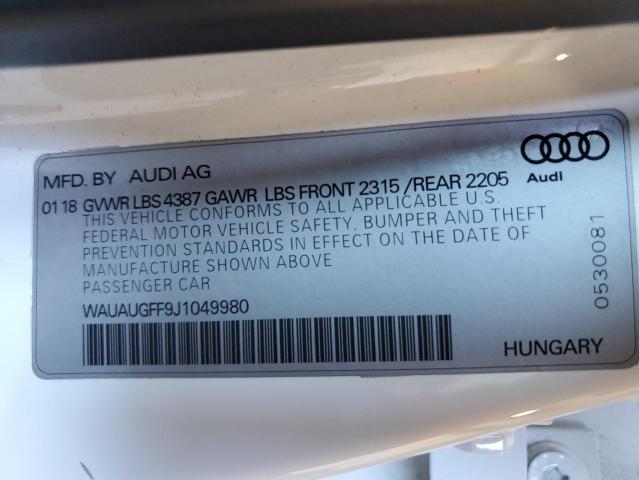 MFD. BY AUDI AG
01 18 GVWR LBS 4387 GAWR LBS FRONT 2315 /REAR 2205
Audi
THIS VEHICLE CONFORMS TO ALL APPLICABLE U.S.
FEDERAL MOTOR VEHICLE SAFETY, BUMPER AND THEFT
PREVENTION STANDARDS IN EFFECT ON THE DATE OF
MANUFACTURE SHOWN ABOVE
PASSENGER CAR
WAUAUGFF9J1049980
HUNGARY
0530081